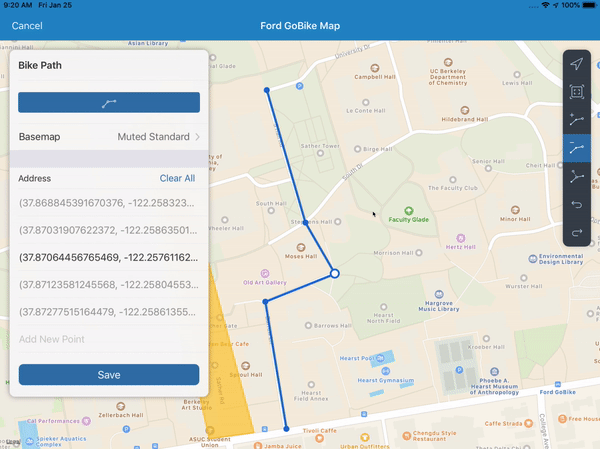 9:20 AM Fri Jan 25
100%
Cancel
Ford GoBike Map
Asian Library
University Dr
Bike Path
Campbell Hall
UC Berkeley
Department
of Chemistry
Lewis Hall
Le Conte Hall
Hildebrand Hall
Basemap
Muted Standard
Sather Tower
Birge Hall
South Dr
Senior Hall
Cheit Hall
Address
Clear All
The Faculty Club
(37.868845391670376, -122.258323...
South Hall
(37.87031907622372, -122.25863501...
Wheeler Hall
Stephens Hall
Faculty Glade
Minor Hall
(37.87064456765469, -122.25761162...
Moses Hall
Morrison Hall
Hertz Hall
Environmental
Design Library
(37.87123581245568, -122.25804553...
Old Art Gallery
Wurster Hall
(37.87277515164479, -122.25861355...
Hargrove
Music Library
Hearst
North Field
Add New Point
Barrows Hall
Kroeber Hall
Save
Sproul Hall
Hearst Pool
Hearst Gymnasium
Phoebe A.
Hearst Museum
of Anthropology
Ford GoBike
Hearst
Field Annex
Zellerbach Hall
Berkeley
Art Studio
Cal Performances
Tivoli Caffe
Caffe Strada
College Ave
Free House
Spieker Aquatics
Complex
ASUC Student
Union
Jamba Juice
Urban Outfitters
Chengdu Style
Restaurant